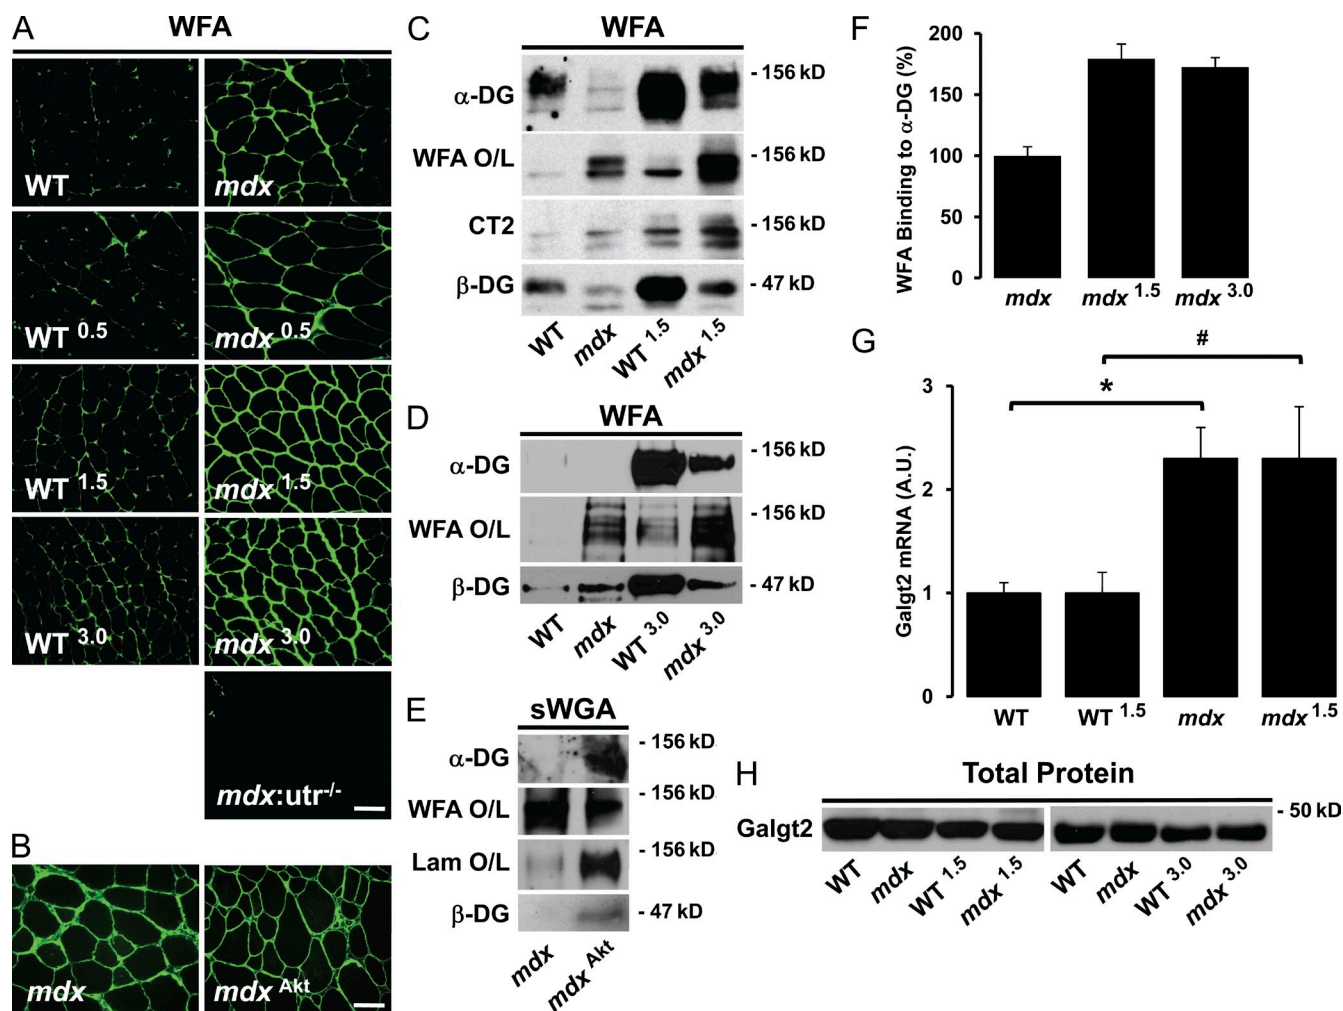 A
WFA
WT
mdx
WT 0.5
mdx 0.5
WT 1.5
mdx 1.5
WT 3.0
mdx 3.0
mdx:utr-/-
B
mdx
mdx Akt
C
WFA
α-DG
- 156 kD
WFA O/L
- 156 kD
CT2
- 156 kD
β-DG
- 47 kD
WT
mdx
WT 1.5
mdx 1.5
D
WFA
α-DG
- 156 kD
WFA O/L
- 156 kD
β-DG
- 47 kD
WT
mdx
WT 3.0
mdx 3.0
E
sWGA
α-DG
- 156 kD
WFA O/L
- 156 kD
Lam O/L
- 156 kD
β-DG
- 47 kD
mdx
mdx Akt
F
WFA Binding to α-DG (%)
200
150
100
50
0
mdx
mdx 1.5
mdx 3.0
G
Galgt2 mRNA (A.U.)
#
*
3
2
1
0
WT
WT 1.5
mdx
mdx 1.5
H
Total Protein
Galgt2
- 50 kD
WT
mdx
WT 1.5
mdx 1.5
WT
mdx
WT 3.0
mdx 3.0